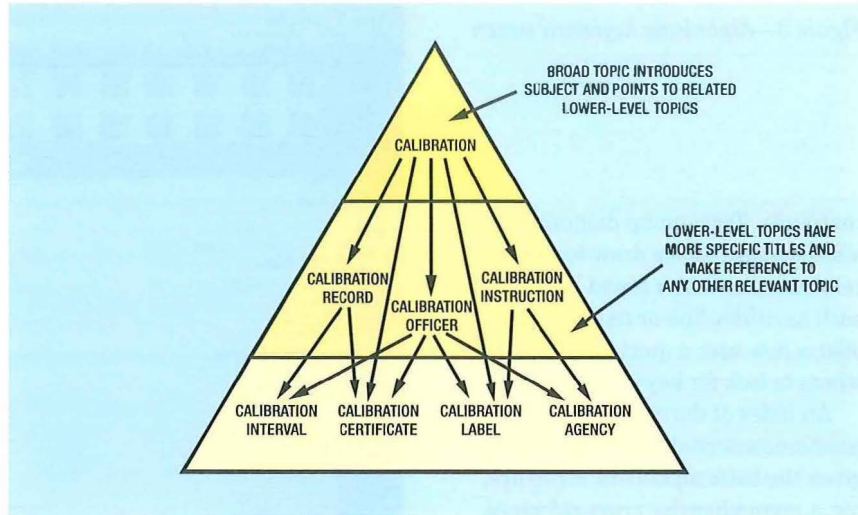 BROAD TOPIC INTRODUCES
SUBJECT AND POINTS TO RELATED
LOWER-LEVEL TOPICS
CALIBRATION
LOWER-LEVEL TOPICS HAVE
MORE SPECIFIC TITLES AND
MAKE REFERENCE TO
ANY OTHER RELEVANT TOPIC
CALIBRATION
RECORD
CALIBRATION
OFFICER
CALIBRATION
INSTRUCTION
CALIBRATION
INTERVAL
CALIBRATION
CERTIFICATE
CALIBRATION
LABEL
CALIBRATION
AGENCY